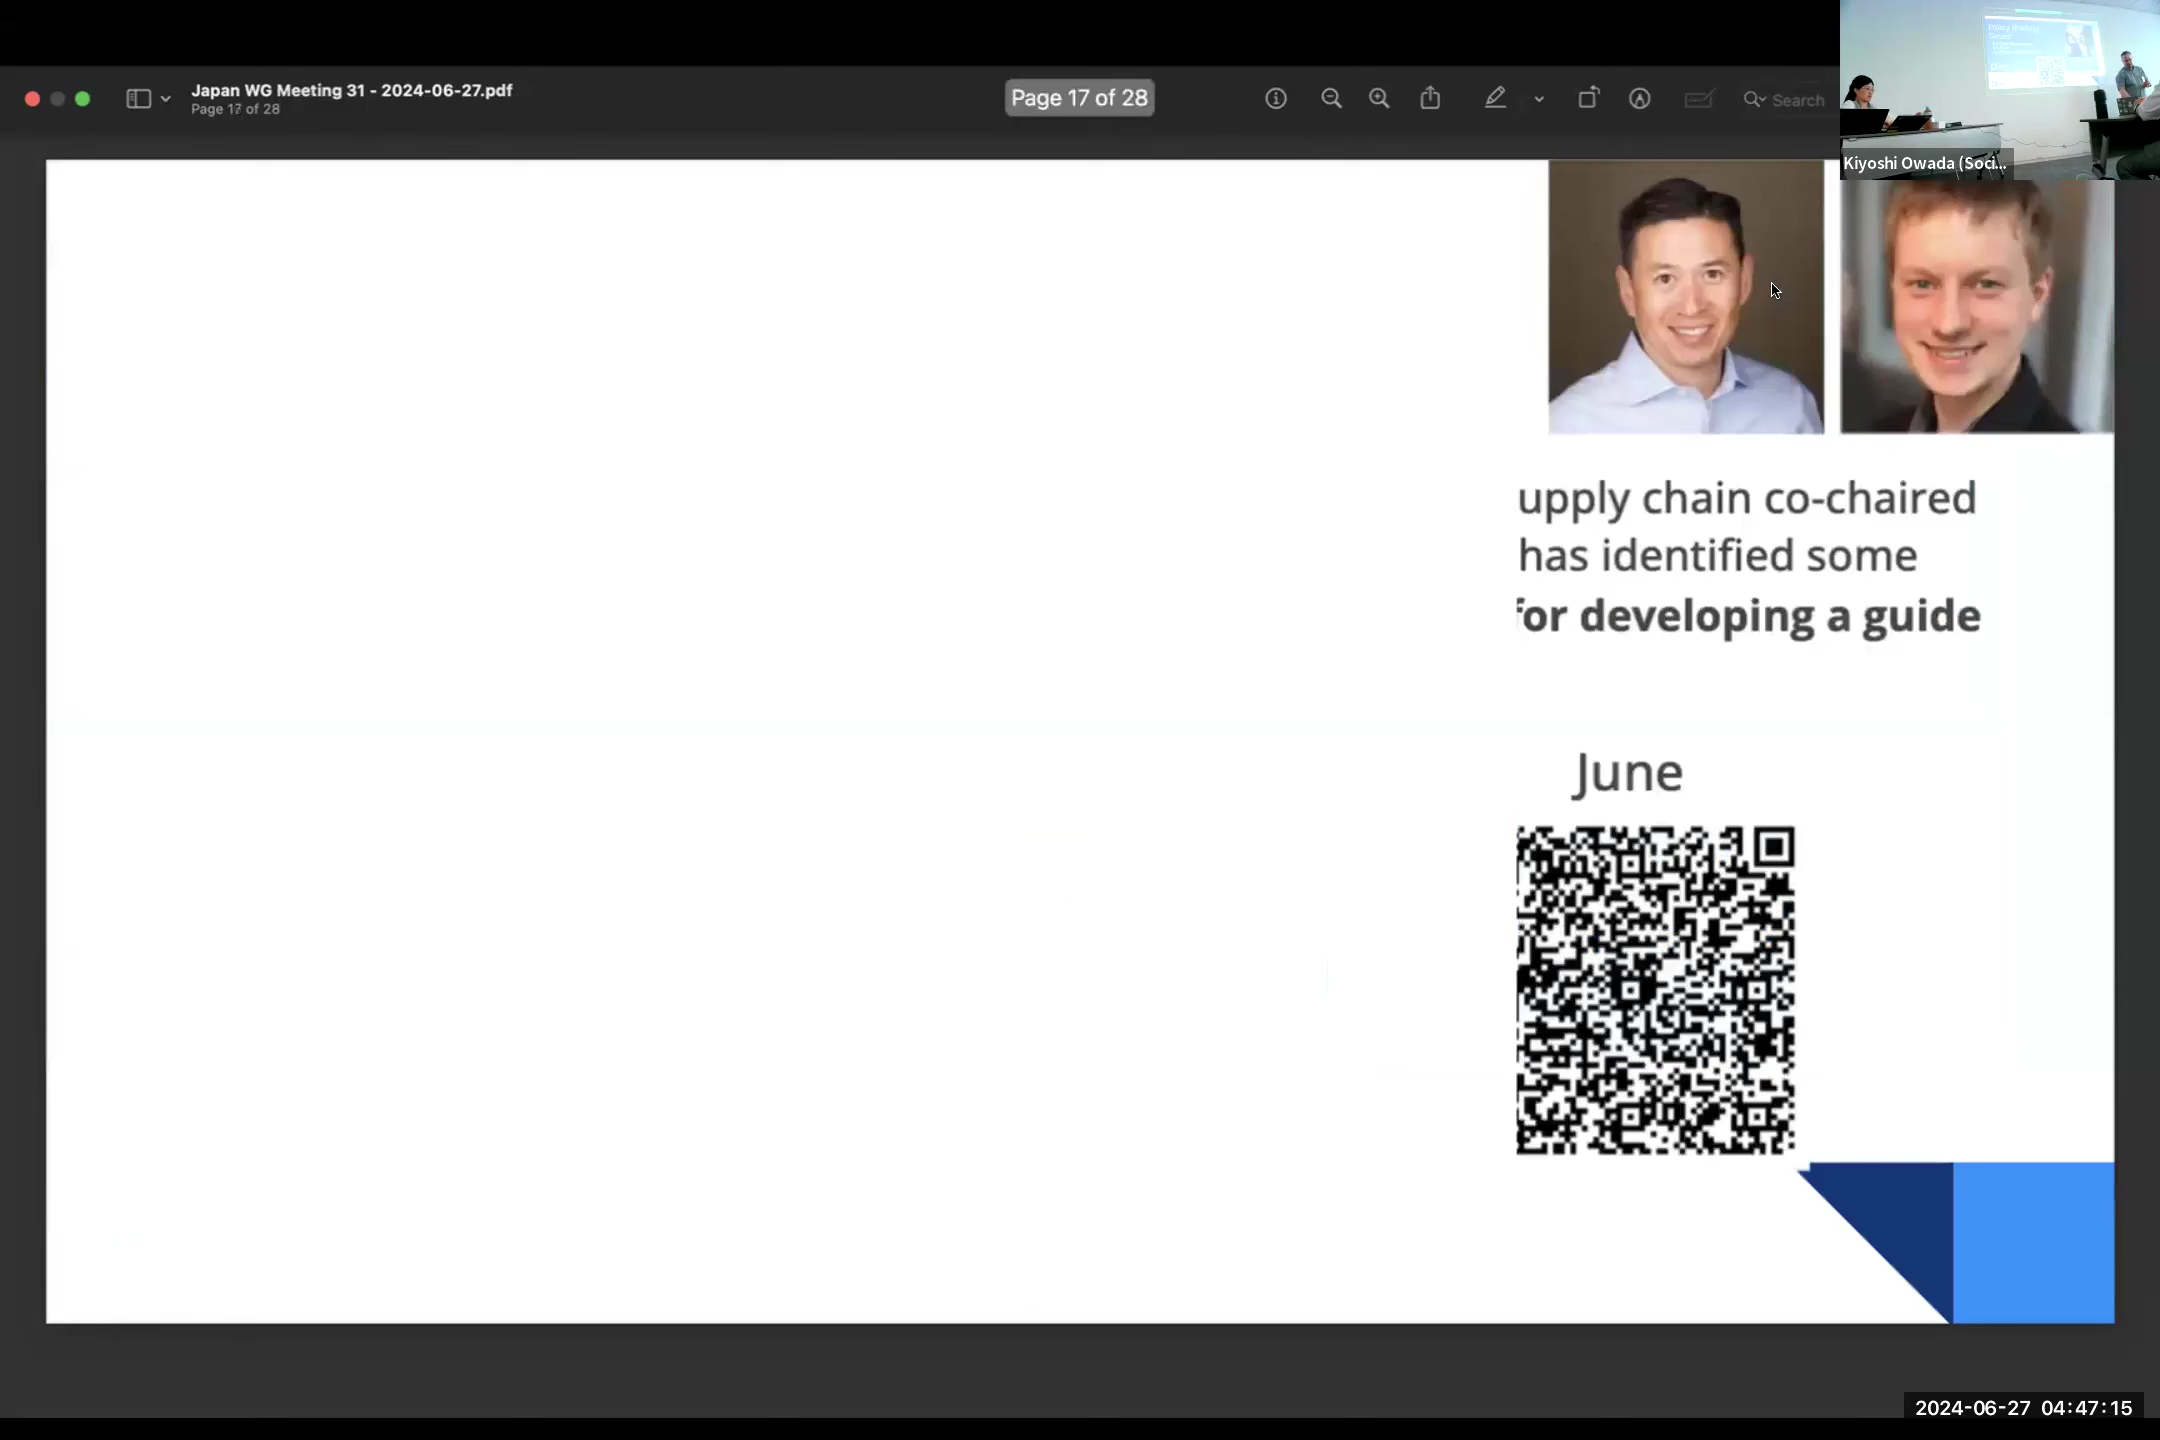 Japan WG Meeting 31 - 2024-06-27.pdf
Page 17 of 28
Page 17 of 28
Search
Kiyoshi Owada (Soci...
upply chain co-chaired
has identified some
for developing a guide
June
2024-06-27 04:47:15